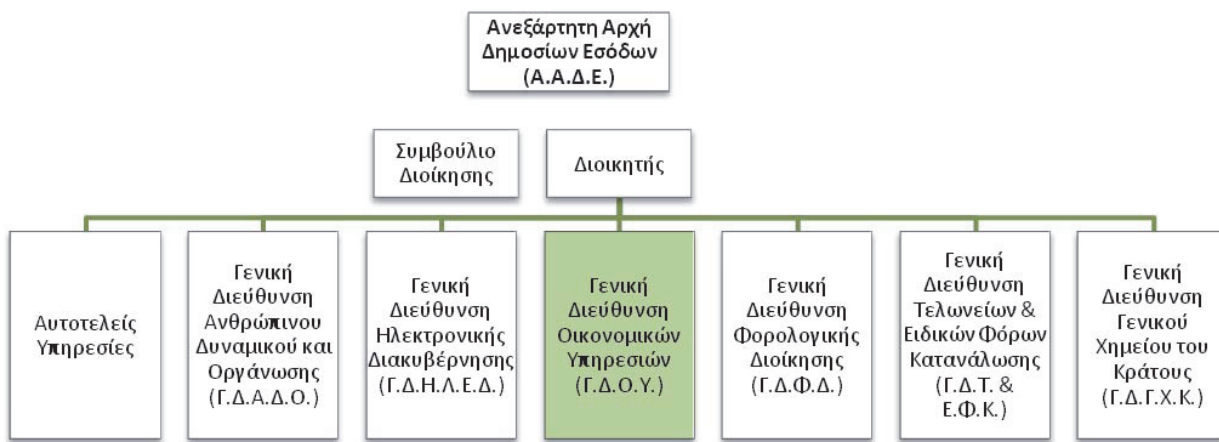 Ανεξάρτητη Αρχή
Δημοσίων Εσόδων
(Α.Α.Δ.Ε.)
Συμβούλιο
Διοίκησης
Διοικητής
Αυτοτελείς
Υπηρεσίες
Γενική
Διεύθυνση
Ανθρώπινου
Δυναμικού και
Οργάνωσης
(Γ.Δ.Α.Δ.Ο.)
Γενική
Διεύθυνση
Ηλεκτρονικής
Διακυβέρνησης
(Γ.Δ.Η.Λ.Ε.Δ.)
Γενική
Διεύθυνση
Οικονομικών
Υπηρεσιών
(Γ.Δ.Ο.Υ.)
Γενική
Διεύθυνση
Φορολογικής
Διοίκησης
(Γ.Δ.Φ.Δ.)
Γενική
Διεύθυνση
Τελωνείων &
Ειδικών Φόρων
Κατανάλωσης
(Γ.Δ.Τ. &
Ε.Φ.Κ.)
Γενική
Διεύθυνση
Γενικού
Χημείου του
Κράτους
(Γ.Δ.Γ.Χ.Κ.)